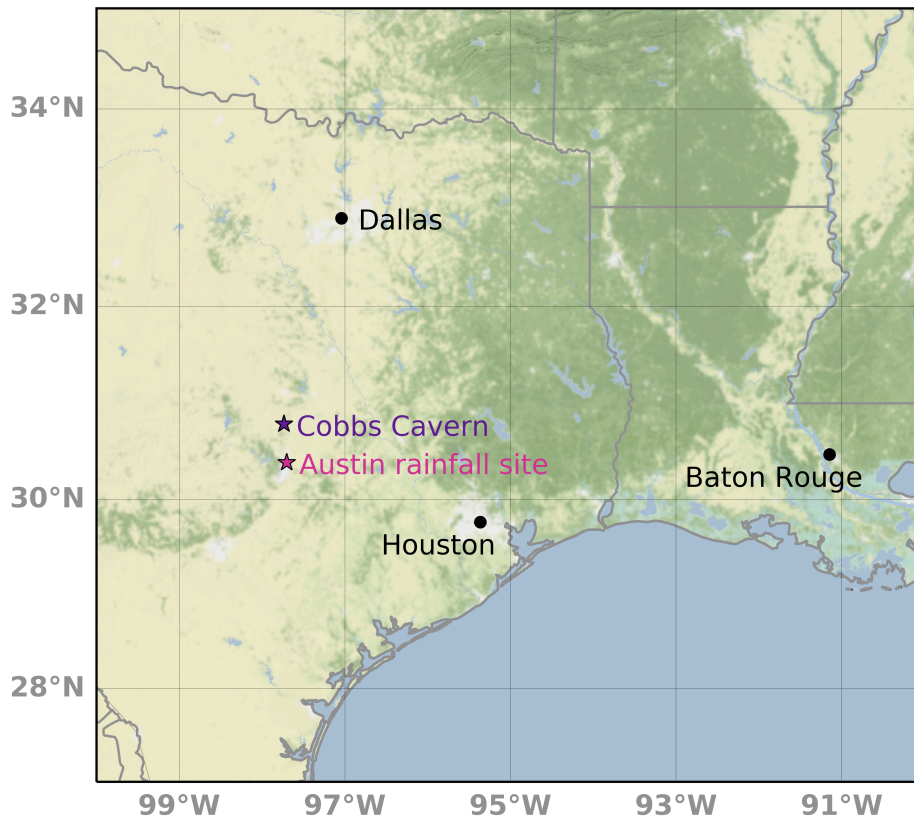 34°N
Dallas
32°N
Cobbs Cavern
Austin rainfall site
Baton Rouge
30°N
Houston
28°N
99°W 97°W 95°W 93°W 91°W